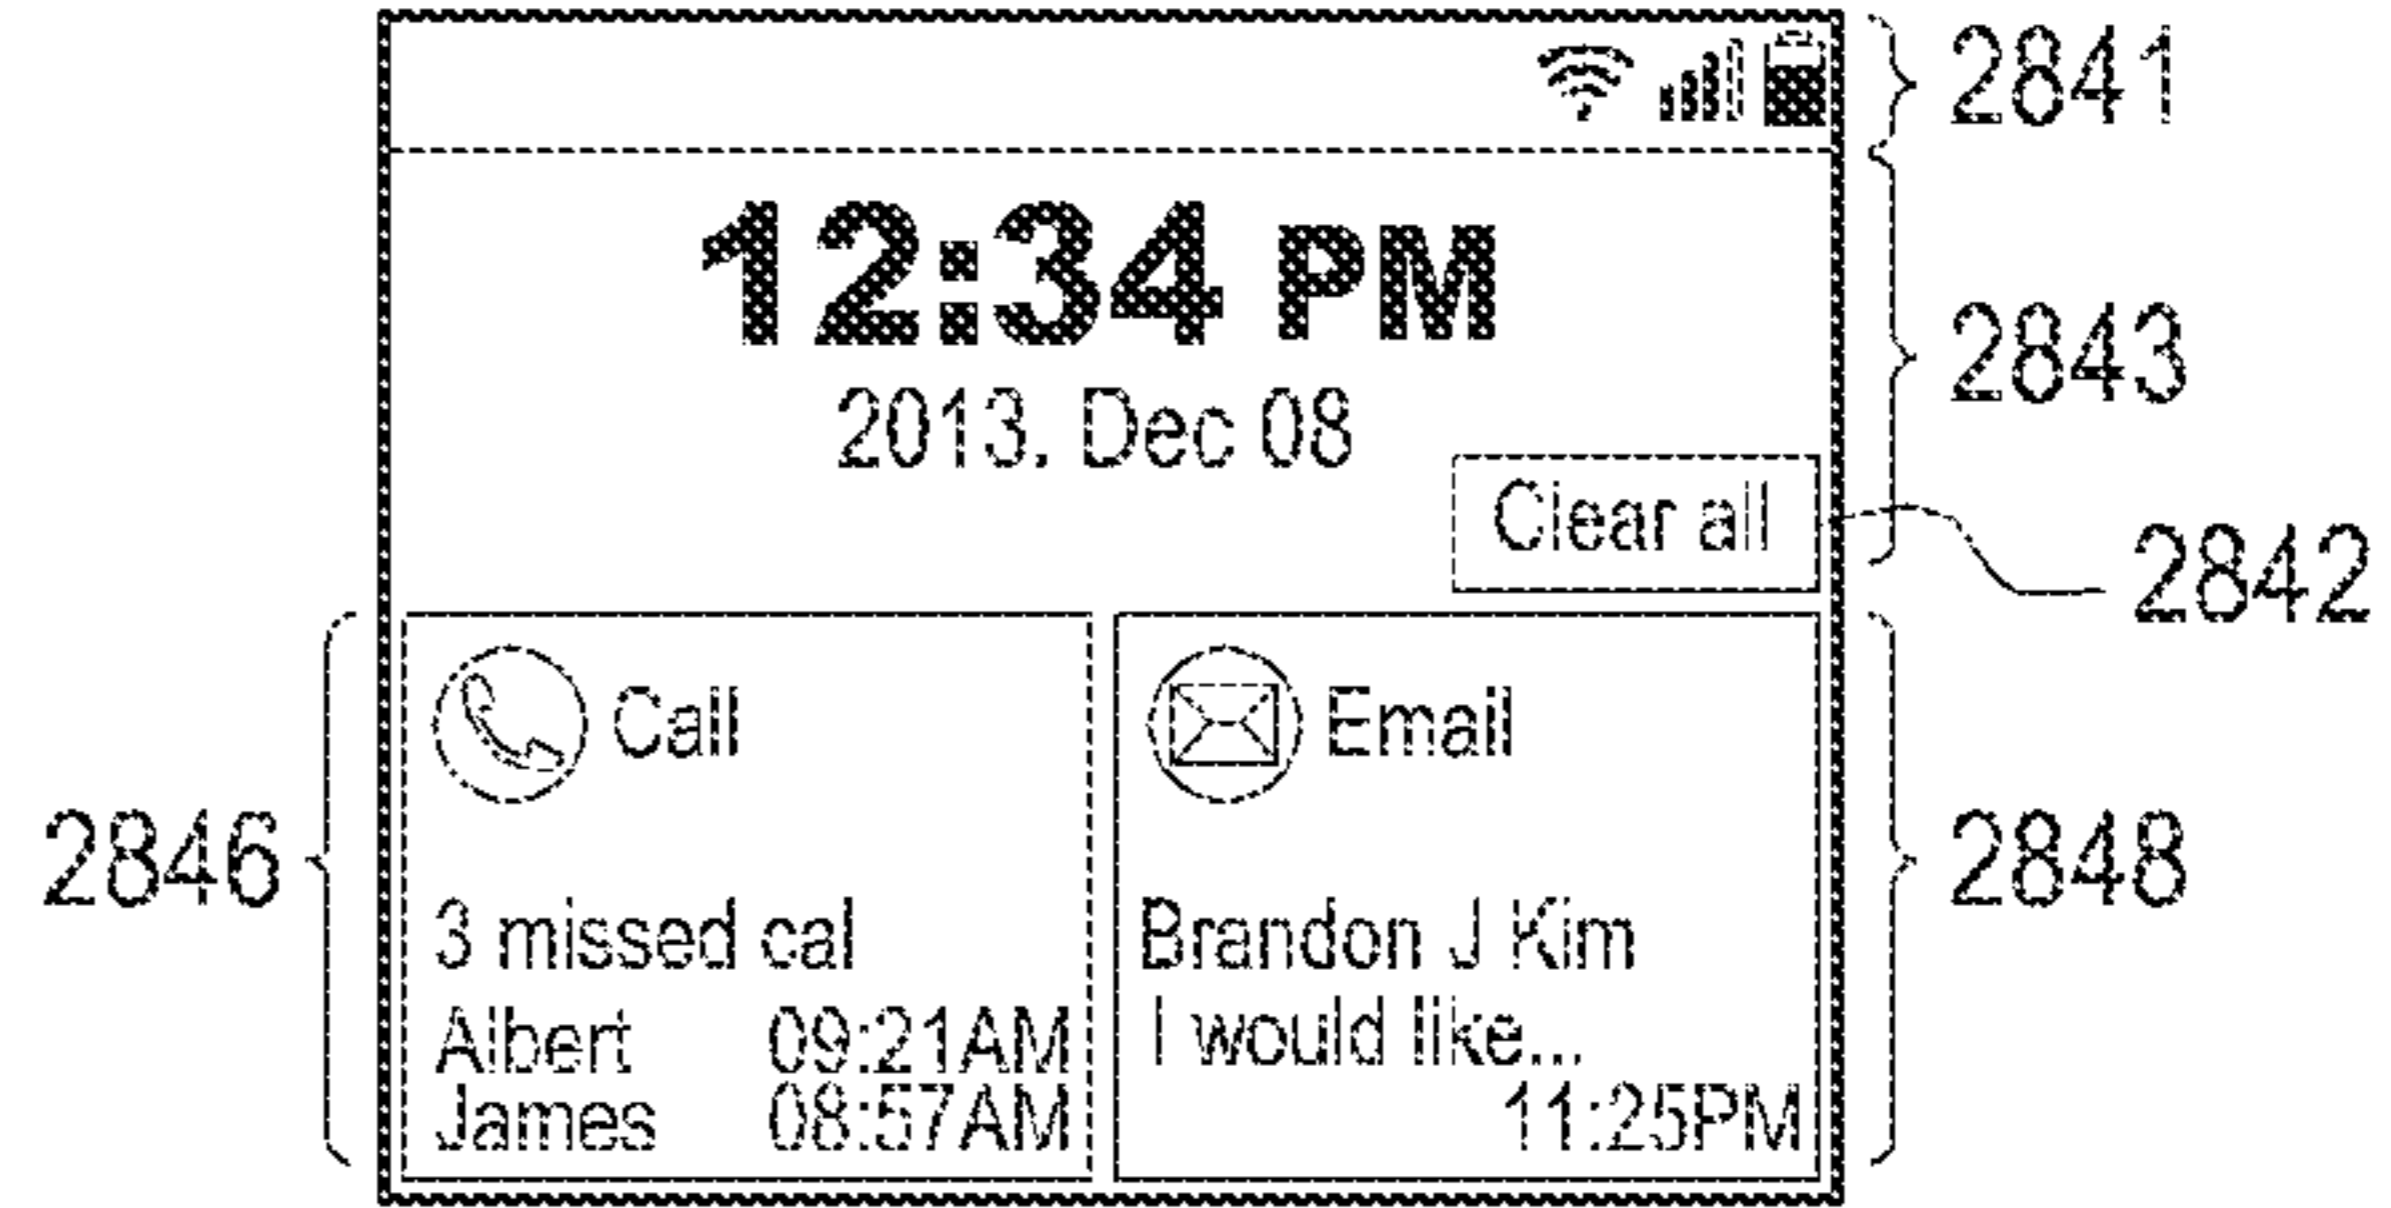 2841
12:34 PM
2843
2013. Dec 08
Clear all
2842
Call
Email
2846
2848
3 missed cal
Brandon J Kim
Albert 09:21AM
I would like...
James 08:57AM
11:25PM